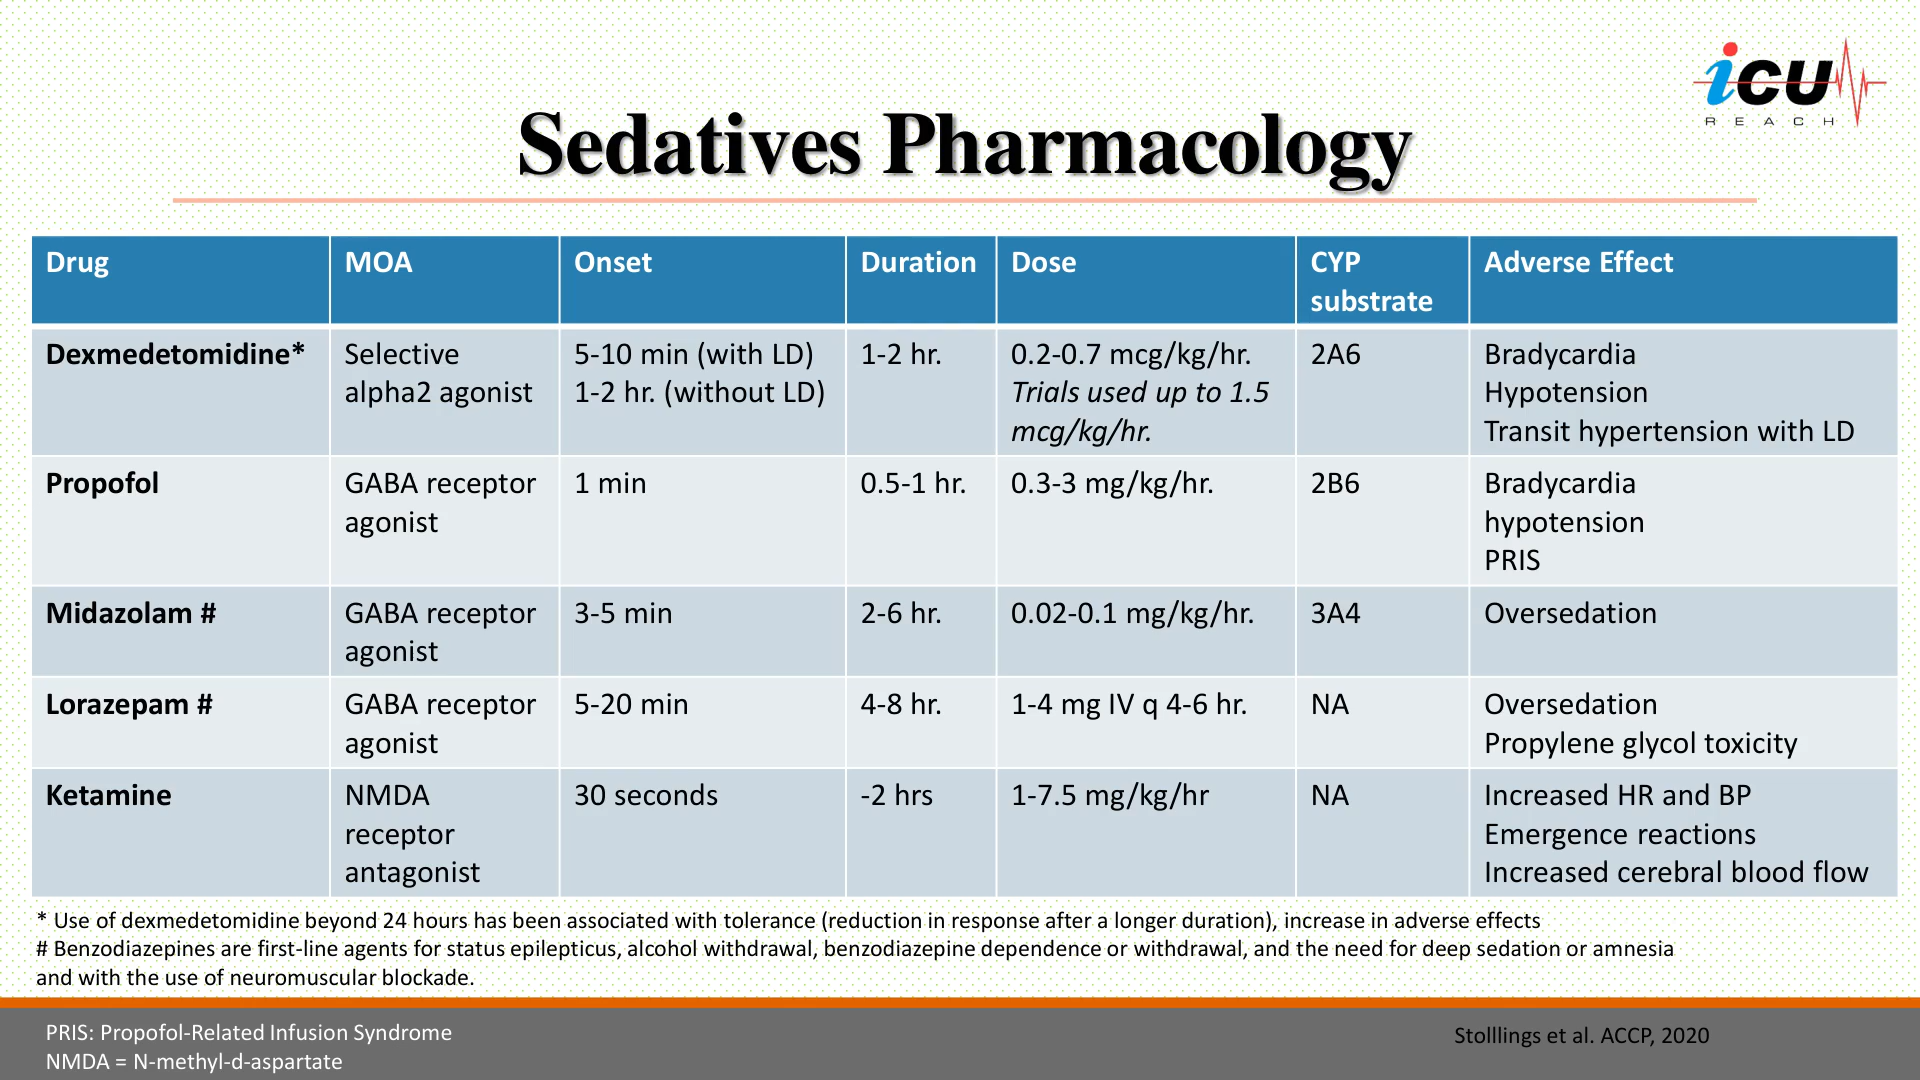 icu
REACH
Sedatives Pharmacology
Drug MOA Onset Duration Dose CYP substrate Adverse Effect
Dexmedetomidine* Selective alpha2 agonist 5-10 min (with LD) 1-2 hr. (without LD) 1-2 hr. 0.2-0.7 mcg/kg/hr. Trials used up to 1.5 mcg/kg/hr. 2A6 Bradycardia Hypotension Transit hypertension with LD
Propofol GABA receptor agonist 1 min 0.5-1 hr. 0.3-3 mg/kg/hr. 2B6 Bradycardia hypotension PRIS
Midazolam # GABA receptor agonist 3-5 min 2-6 hr. 0.02-0.1 mg/kg/hr. 3A4 Oversedation
Lorazepam # GABA receptor agonist 5-20 min 4-8 hr. 1-4 mg IV q 4-6 hr. NA Oversedation Propylene glycol toxicity
Ketamine NMDA receptor antagonist 30 seconds -2 hrs 1-7.5 mg/kg/hr NA Increased HR and BP Emergence reactions Increased cerebral blood flow
* Use of dexmedetomidine beyond 24 hours has been associated with tolerance (reduction in response after a longer duration), increase in adverse effects
# Benzodiazepines are first-line agents for status epilepticus, alcohol withdrawal, benzodiazepine dependence or withdrawal, and the need for deep sedation or amnesia
and with the use of neuromuscular blockade.
PRIS: Propofol-Related Infusion Syndrome
NMDA = N-methyl-d-aspartate
Stolllings et al. ACCP, 2020